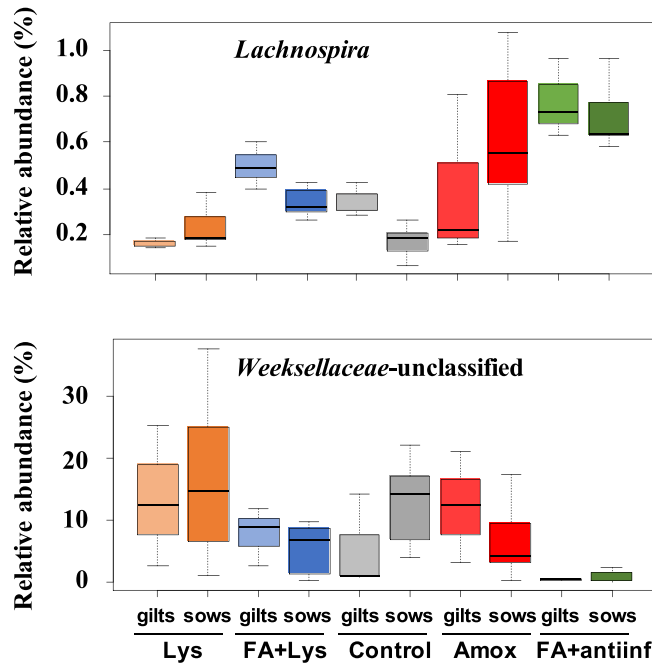 Relative abundance (%)
Lachnospira
1.0
0.8
0.6
0.4
0.2
Relative abundance (%)
Weeksellaceae-unclassified
30
20
10
0
gilts sows gilts sows gilts sows gilts sows gilts sows
Lys FA+Lys Control Amox FA+antiinf